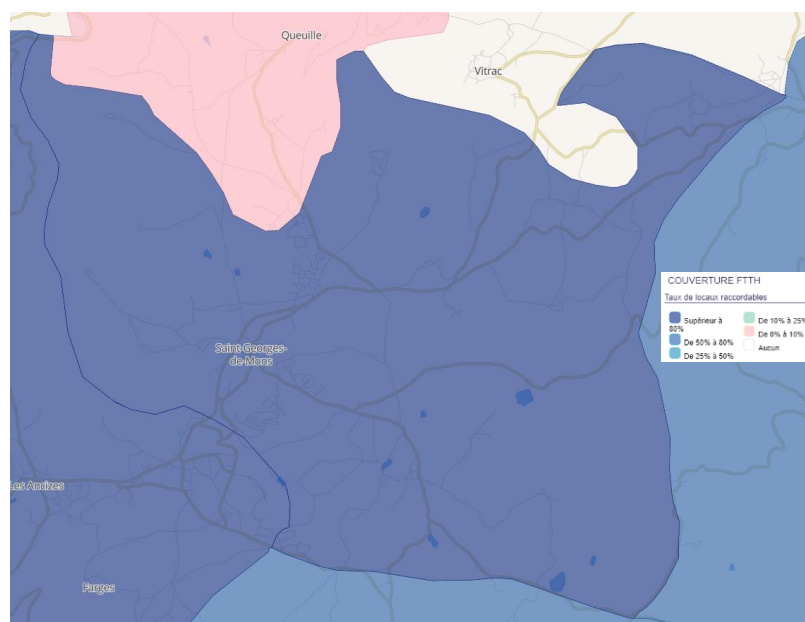 Queuille
Vitrac
COUVERTURE FTTH
Taux de locaux raccordables
Supérieur à
80%
De 50% à 80%
De 25% à 50%
De 10% à 25%
De 0% à 10%
Aucun
Saint-Georges-
de-Mons
Les Ancizes
Farges